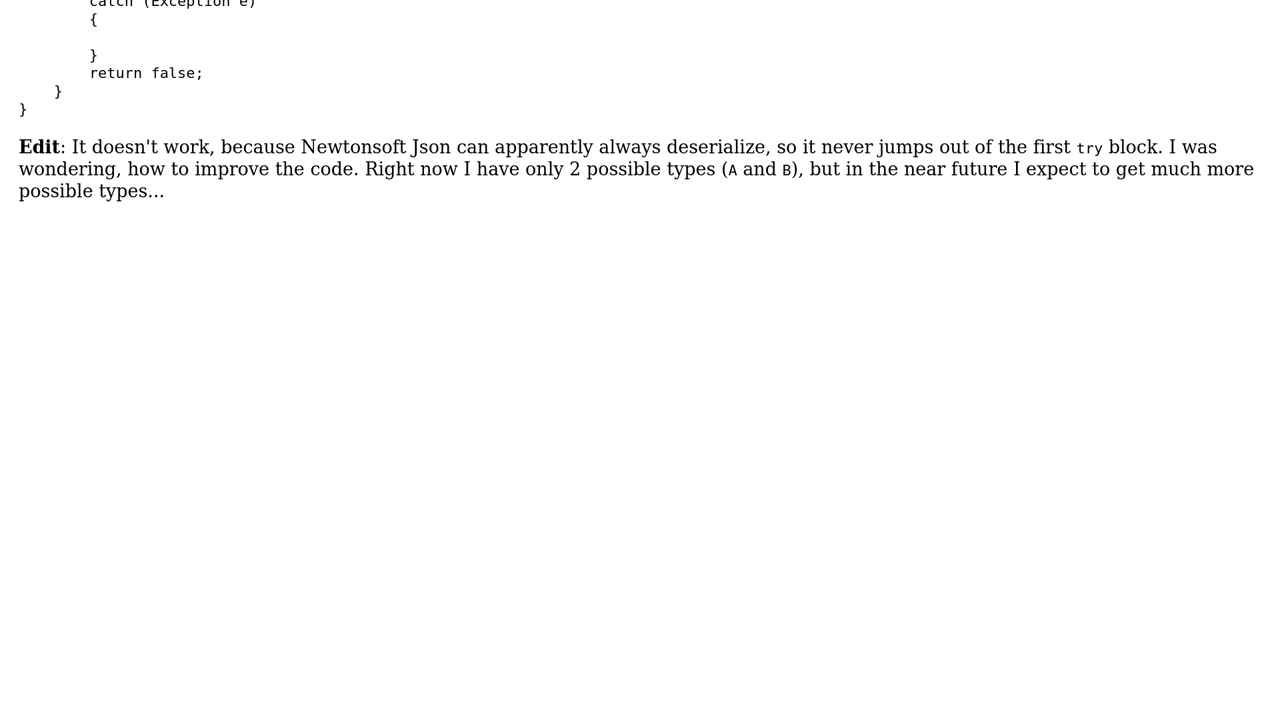 catch (Exception e)
{
}
return false;
}
}
Edit: It doesn't work, because Newtonsoft Json can apparently always deserialize, so it never jumps out of the first try block. I was
wondering, how to improve the code. Right now I have only 2 possible types (A and B), but in the near future I expect to get much more
possible types...